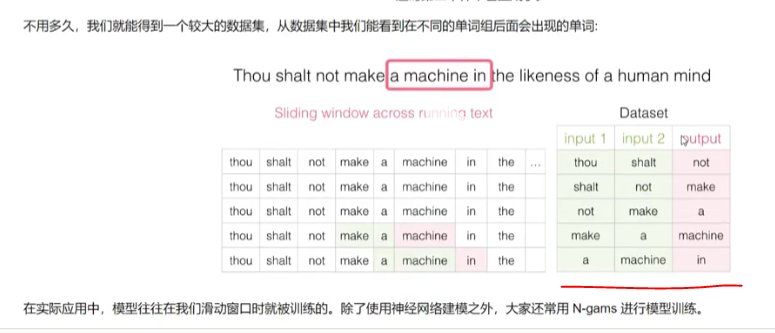 不用多久，我们就能得到一个较大的数据集，从数据集中我们能看到在不同的单词组后面会出现的单词:
Thou shalt not make a machine in the likeness of a human mind
Sliding window across running text
Dataset
input 1 input 2 output
thou shalt not make a machine in the ...
thou shalt not
thou shalt not make a machine in the
shalt not make
thou shalt not make a machine in the
not make a
thou shalt not make a machine in the
make a machine
thou shalt not make a machine in the
a machine in
在实际应用中，模型往往在我们滑动窗口时就被训练的。除了使用神经网络建模之外，大家还常用 N-gams 进行模型训练。